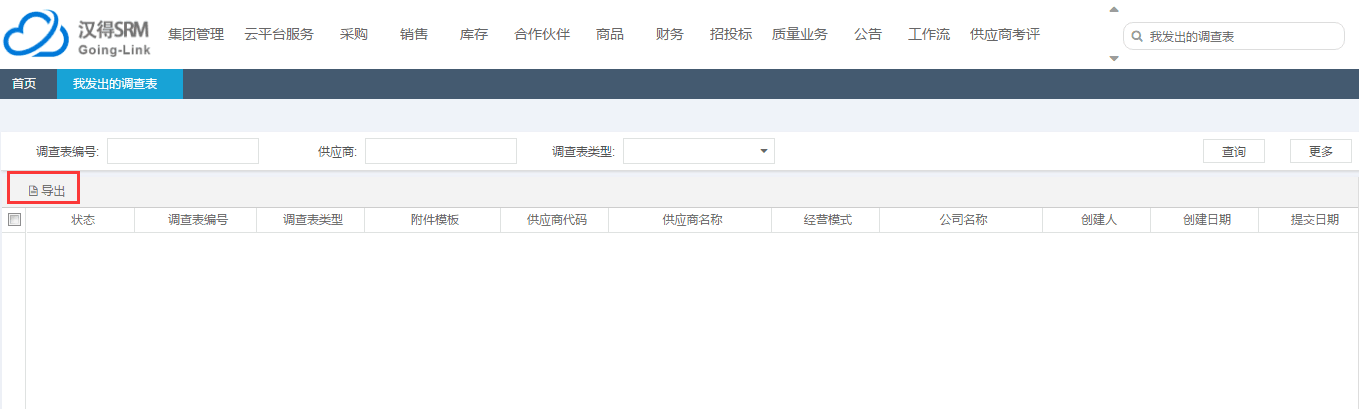 汉得SRM
Going-Link
集团管理 云平台服务 采购 销售 库存 合作伙伴 商品 财务 招投标 质量业务 公告 工作流 供应商考评 我发出的调查表
首页 我发出的调查表
调查表编号: 供应商: 调查表类型: 查询 更多
导出
状态 调查表编号 调查表类型 附件模板 供应商代码 供应商名称 经营模式 公司名称 创建人 创建日期 提交日期